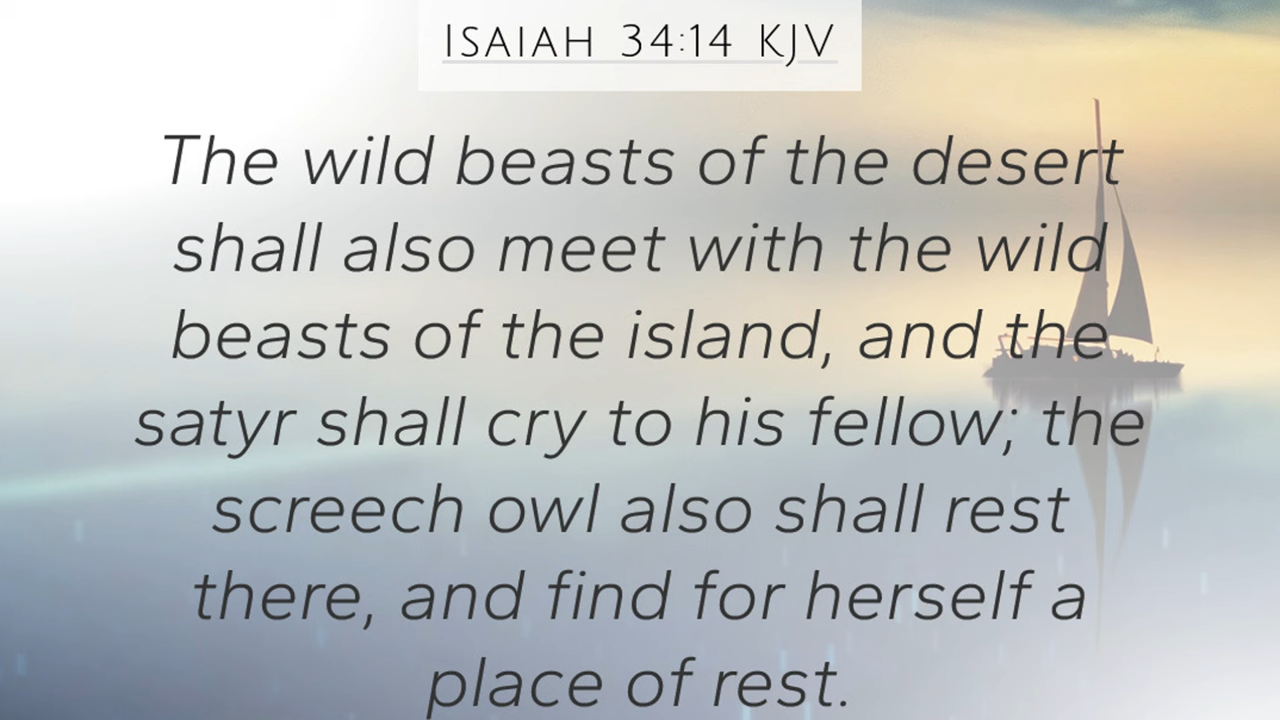 Isaiah 34:14 KJV
The wild beasts of the desert
shall also meet with the wild
beasts of the island, and the
satyr shall cry to his fellow; the
screech owl also shall rest
there, and find for herself a
place of rest.